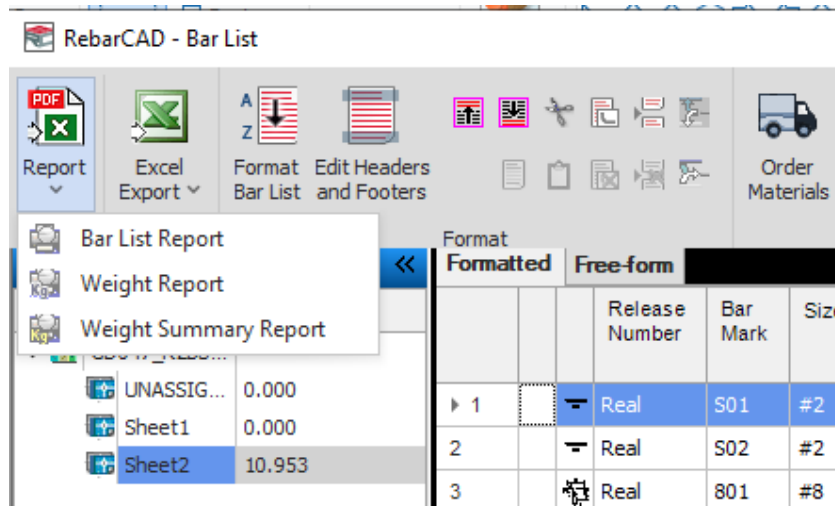 RebarCAD - Bar List
PDF
Report
Excel
Export
A
Z
Format
Bar List
Edit Headers
and Footers
Order
Materials
Bar List Report
Kg
Weight Report
Kg
Weight Summary Report
Format
Formatted Free-form
Release
Number
Bar
Mark
UNASSIG... 0.000
Sheet1 0.000
Sheet2 10.953
1 Real S01 #2
2 Real S02 #2
3 Real 801 #8